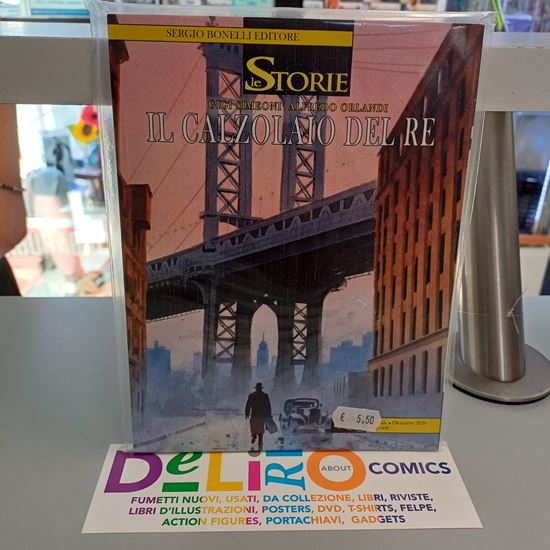 SERGIO BONELLI EDITORE
le STORIE
GIGI SIMEONI ALFREDO ORLANDI
IL CALZOLAIO DEL RE
€ 5,50
• Dicembre 2020
DeLiRiO ABOUT COMICS
FUMETTI NUOVI, USATI, DA COLLEZIONE, LIBRI, RIVISTE,
LIBRI D'ILLUSTRAZIONI, POSTERS, DVD, T-SHIRTS, FELPE,
ACTION FIGURES, PORTACHIAVI, GADGETS